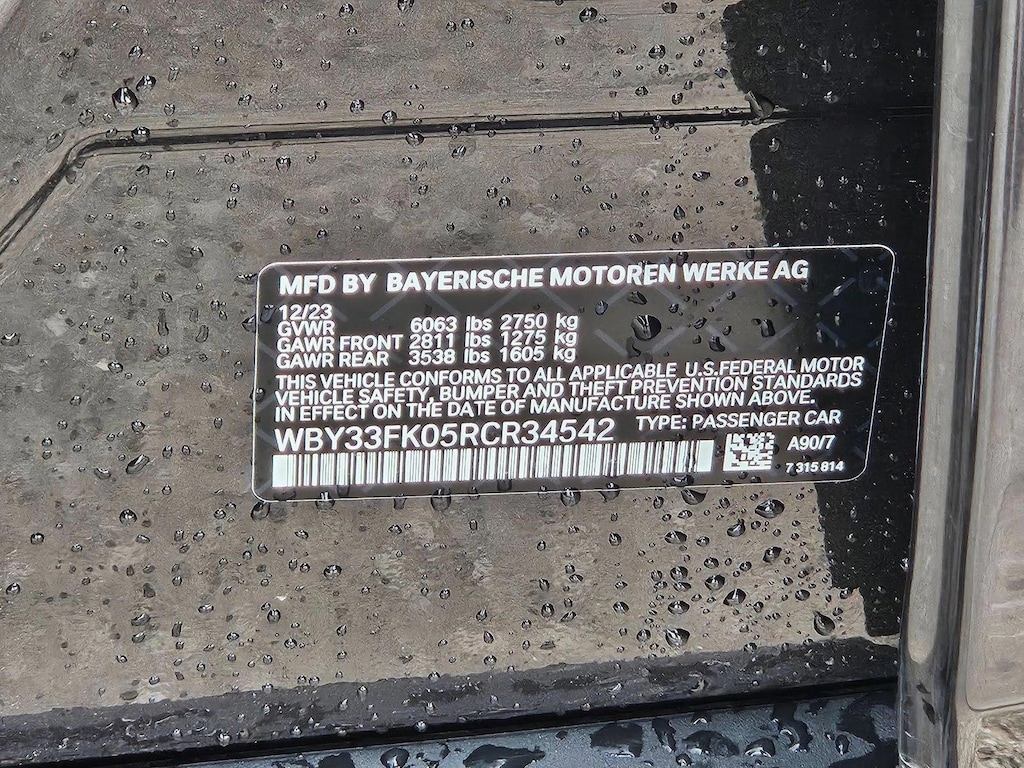 MFD BY BAYERISCHE MOTOREN WERKE AG
12/23
GVWR 6063 lbs 2750 kg
GAWR FRONT 2811 lbs 1275 kg
GAWR REAR 3538 lbs 1605 kg
THIS VEHICLE CONFORMS TO ALL APPLICABLE U.S.FEDERAL MOTOR
VEHICLE SAFETY, BUMPER AND THEFT PREVENTION STANDARDS
IN EFFECT ON THE DATE OF MANUFACTURE SHOWN ABOVE.
WBY33FK05RCR34542 TYPE: PASSENGER CAR
A90/7
7 315 814